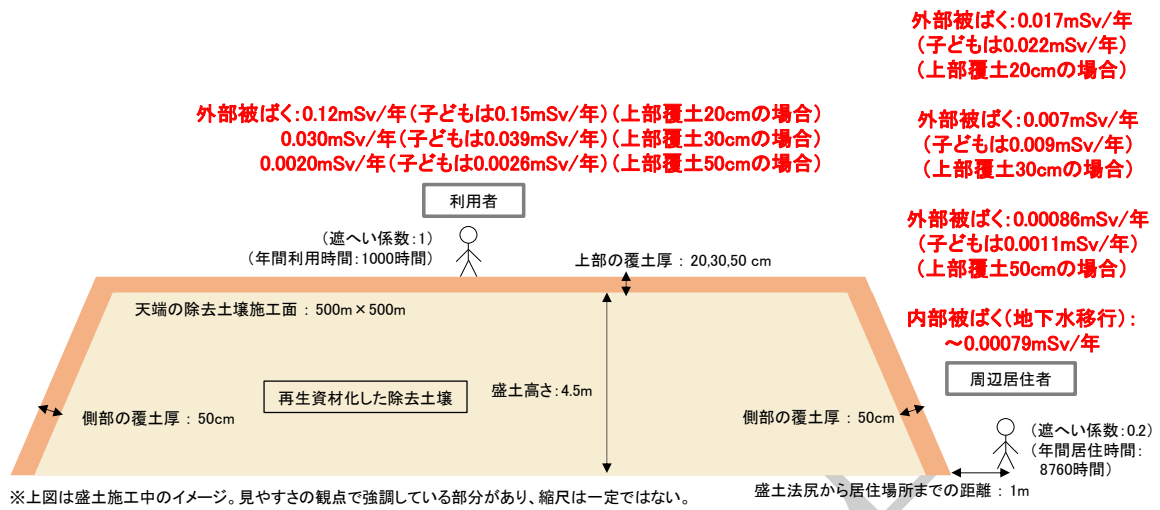 外部被ばく:0.017mSv/年
(子どもは0.022mSv/年)
(上部覆土20cmの場合)
外部被ばく:0.12mSv/年(子どもは0.15mSv/年)(上部覆土20cmの場合)
0.030mSv/年(子どもは0.039mSv/年)(上部覆土30cmの場合)
0.0020mSv/年(子どもは0.0026mSv/年)(上部覆土50cmの場合)
外部被ばく:0.007mSv/年
(子どもは0.009mSv/年)
(上部覆土30cmの場合)
利用者
(遮へい係数:1)
(年間利用時間:1000時間)
外部被ばく:0.00086mSv/年
(子どもは0.0011mSv/年)
(上部覆土50cmの場合)
上部の覆土厚 : 20,30,50 cm
天端の除去土壌施工面 : 500m×500m
内部被ばく(地下水移行):
~0.00079mSv/年
周辺居住者
再生資材化した除去土壌
盛土高さ:4.5m
側部の覆土厚 : 50cm
側部の覆土厚 : 50cm
(遮へい係数:0.2)
(年間居住時間:
8760時間)
盛土法尻から居住場所までの距離 : 1m
※上図は盛土施工中のイメージ。見やすさの観点で強調している部分があり、縮尺は一定ではない。